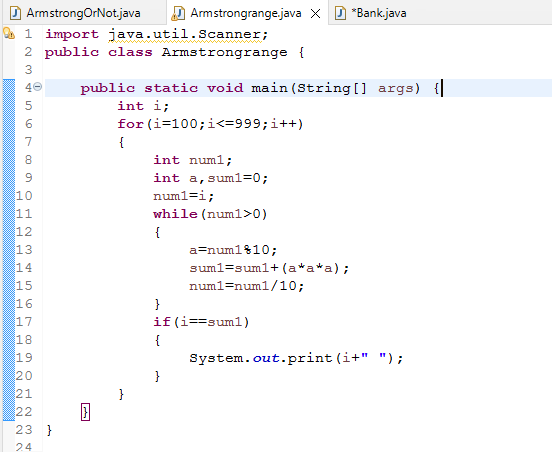 ArmstrongOrNot.java Armstrongrange.java *Bank.java
1 import java.util.Scanner;
2 public class Armstrongrange {
3
4 public static void main(String[] args) {
5 int i;
6 for(i=100;i<=999;i++)
7 {
8 int num1;
9 int a,sum1=0;
10 num1=i;
11 while(num1>0)
12 {
13 a=num1%10;
14 sum1=sum1+(a*a*a);
15 num1=num1/10;
16 }
17 if(i==sum1)
18 {
19 System.out.print(i+" ");
20 }
21 }
22 }
23 }
24